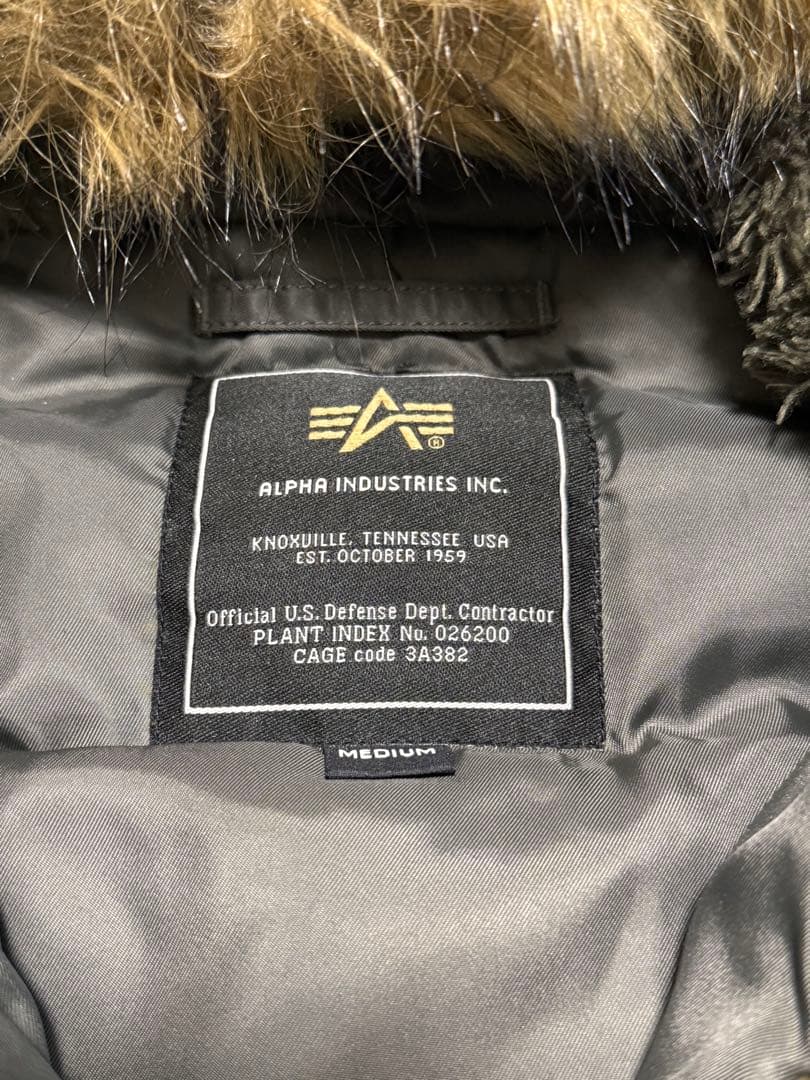 ®
ALPHA INDUSTRIES INC.
KNOXVILLE, TENNESSEE USA
EST. OCTOBER 1959
Official U.S. Defense Dept. Contractor
PLANT INDEX No. 026200
CAGE code 3A382
MEDIUM